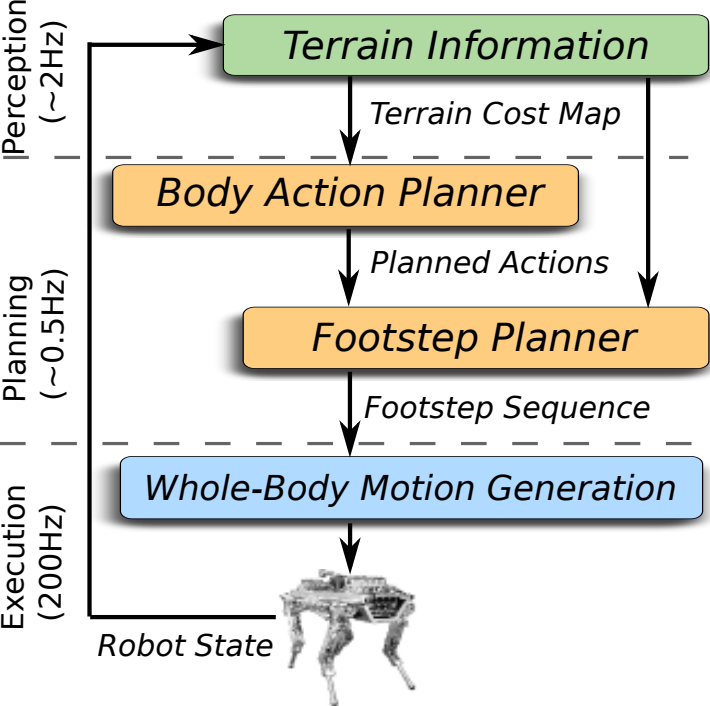 Perception
(~2Hz)
Terrain Information
Terrain Cost Map
Body Action Planner
Planning
(~0.5Hz)
Planned Actions
Footstep Planner
Footstep Sequence
Execution
(200Hz)
Whole-Body Motion Generation
Robot State